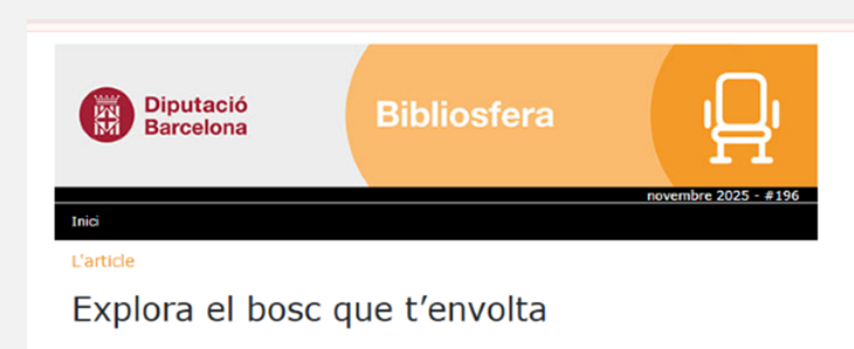 Diputació
Barcelona
Bibliosfera
novembre 2025 - #196
Inici
L'article
Explora el bosc que t’envolta